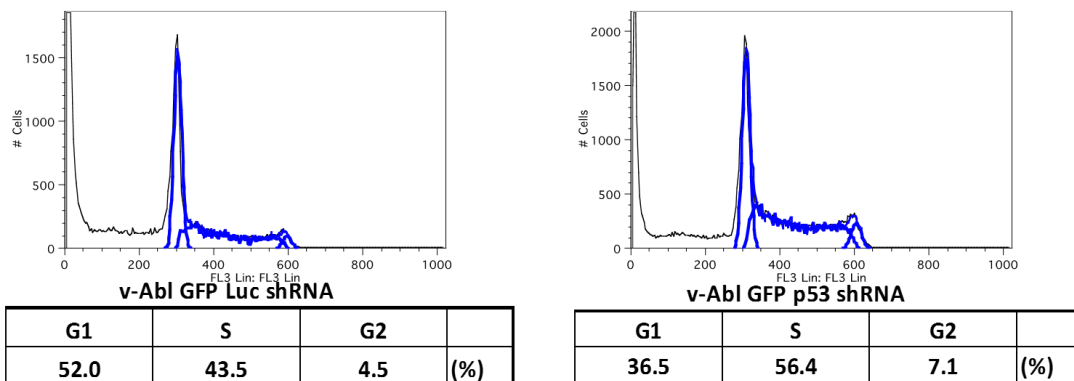 # Cells
1500
1000
500
0
0 200 400 600 800 1000
FL3 Lin: FL3 Lin
v-Abl GFP Luc shRNA
G1 S G2
52.0 43.5 4.5 (%)
# Cells
2000
1500
1000
500
0
0 200 400 600 800 1000
FL3 Lin: FL3 Lin
v-Abl GFP p53 shRNA
G1 S G2
36.5 56.4 7.1 (%)